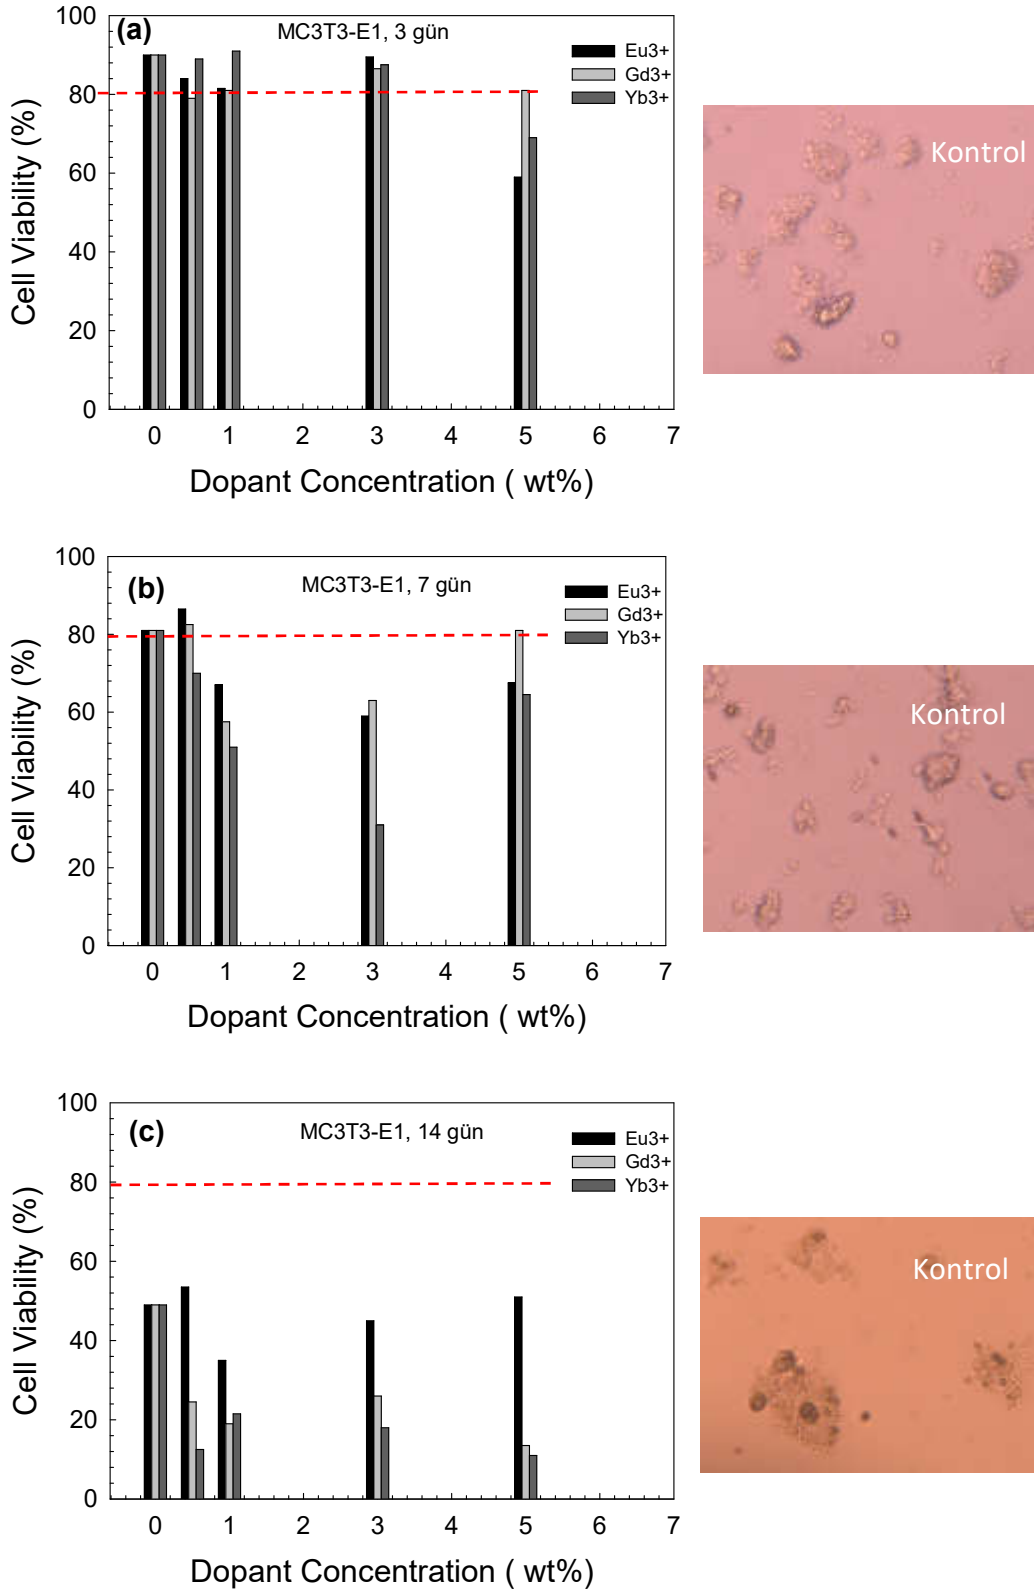 (a)
MC3T3-E1, 3 gün
Eu3+
Gd3+
Yb3+
100
80
60
40
20
0
Cell Viability (%)
0 1 2 3 4 5 6 7
Dopant Concentration ( wt%)
Kontrol
(b)
MC3T3-E1, 7 gün
Eu3+
Gd3+
Yb3+
100
80
60
40
20
0
Cell Viability (%)
0 1 2 3 4 5 6 7
Dopant Concentration ( wt%)
Kontrol
(c)
MC3T3-E1, 14 gün
Eu3+
Gd3+
Yb3+
100
80
60
40
20
0
Cell Viability (%)
0 1 2 3 4 5 6 7
Dopant Concentration ( wt%)
Kontrol